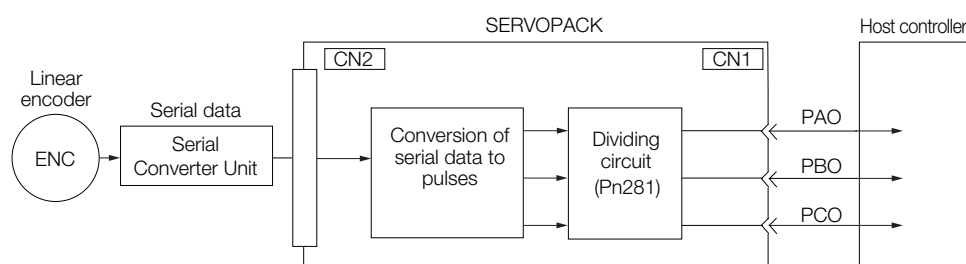 SERVOPACK
Host controller
CN2
CN1
Linear
encoder
Serial data
ENC
Serial
Converter Unit
Conversion of
serial data to
pulses
Dividing
circuit
(Pn281)
PAO
PBO
PCO